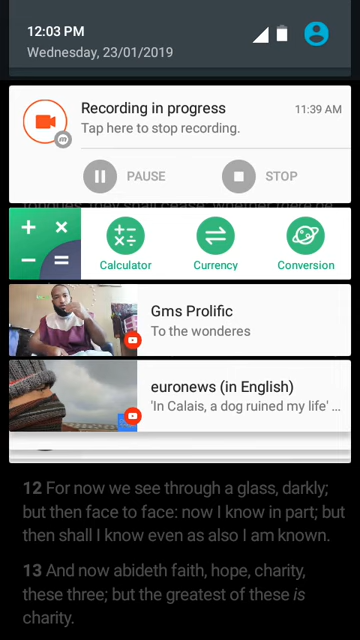 12:03 PM
Wednesday, 23/01/2019
Recording in progress
11:39 AM
Tap here to stop recording.
PAUSE
STOP
Calculator
Currency
Conversion
Gms Prolific
To the wonderes
euronews (in English)
'In Calais, a dog ruined my life' ...
12 For now we see through a glass, darkly;
but then face to face: now I know in part; but
then shall I know even as also I am known.
13 And now abideth faith, hope, charity,
these three; but the greatest of these is
charity.